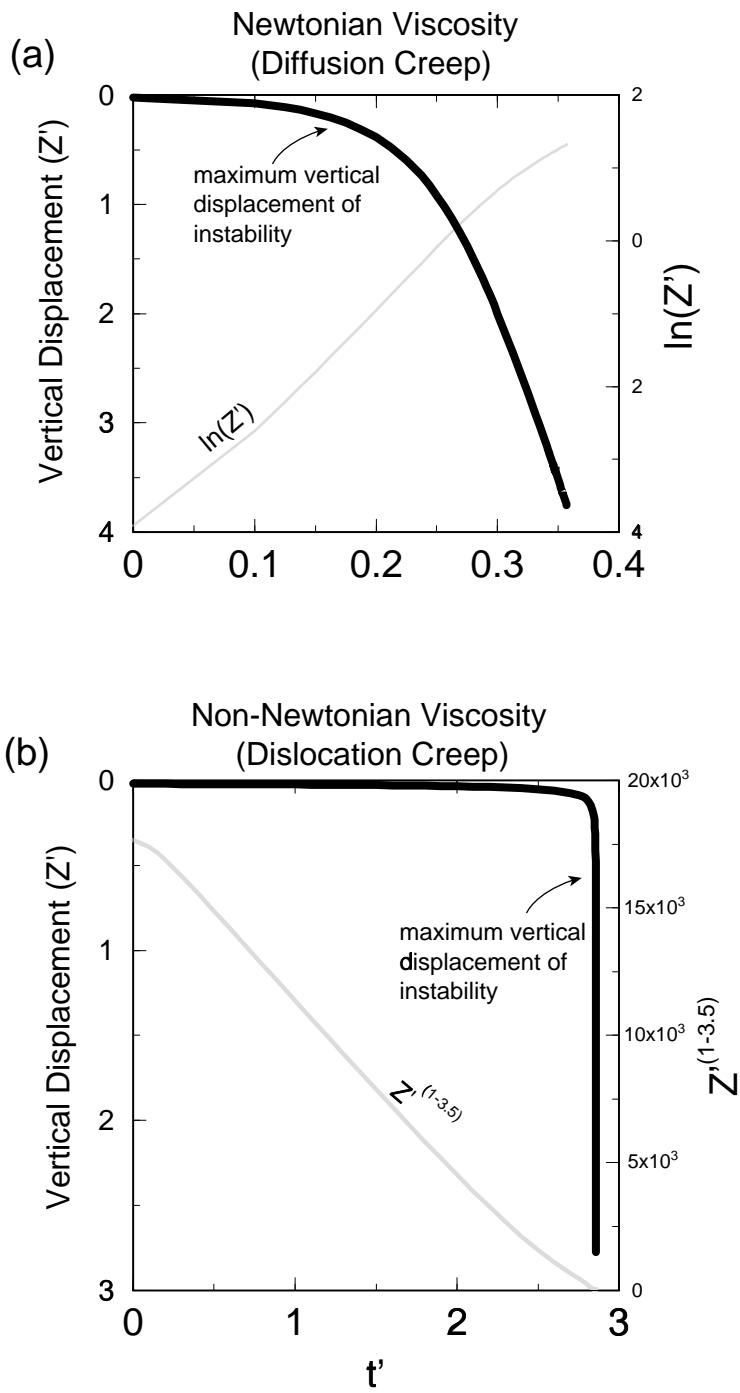 Newtonian Viscosity
(a)
(Diffusion Creep)
0
1
2
3
4
Vertical Displacement (Z')
maximum vertical
displacement of
instability
ln(Z')
2
0
2
4
ln(Z')
0
0.1
0.2
0.3
0.4
Non-Newtonian Viscosity
(b)
(Dislocation Creep)
0
1
2
3
Vertical Displacement (Z')
maximum vertical
displacement of
instability
Z'(1-3.5)
20x10³
15x10³
10x10³
5x10³
0
Z'(1-3.5)
0
1
2
3
t'